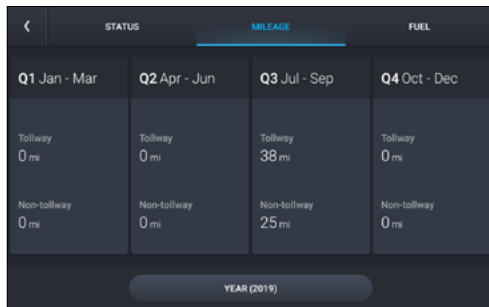 STATUS MILEAGE FUEL
Q1 Jan - Mar Q2 Apr - Jun Q3 Jul - Sep Q4 Oct - Dec
Tollway Tollway Tollway Tollway
0 mi 0 mi 38 mi 0 mi
Non-tollway Non-tollway Non-tollway Non-tollway
0 mi 0 mi 25 mi 0 mi
YEAR (2019)